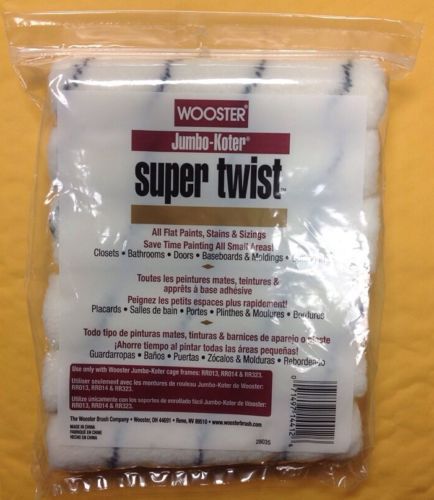 WOOSTER
Jumbo-Koter®
super twist™
All Flat Paints, Stains & Sizings
Save Time Painting All Small Areas!
Closets • Bathrooms • Doors • Baseboards & Moldings •
Toutes les peintures mates, teintures &
apprêts à base adhésive
Peignez les petits espaces plus rapidement!
Placards • Salles de bain • Portes • Plinthes & Moulures • Bordures
Todo tipo de pinturas mates, tinturas & barnices de aparejo o apiste
¡Ahorre tiempo al pintar todas las áreas pequeñas!
Guardarropas • Baños • Puertas • Zócalos & Molduras • Rebordendo
Use only with Wooster Jumbo-Koter cage frames: RR013, RR014 & RR323.
Utiliser seulement avec les montures de rouleau Jumbo-Koter de Wooster:
RR013, RR014 & RR323.
Utilize únicamente con los soportes de enrollado fácil Jumbo-Koter de Wooster:
RR013, RR014 & RR323.
The Wooster Brush Company • Wooster, OH 44691 • Reno, NV 89510 • www.woosterbrush.com
MADE IN CHINA
FABRIQUÉ EN CHINE
HECHO EN CHINA
28035